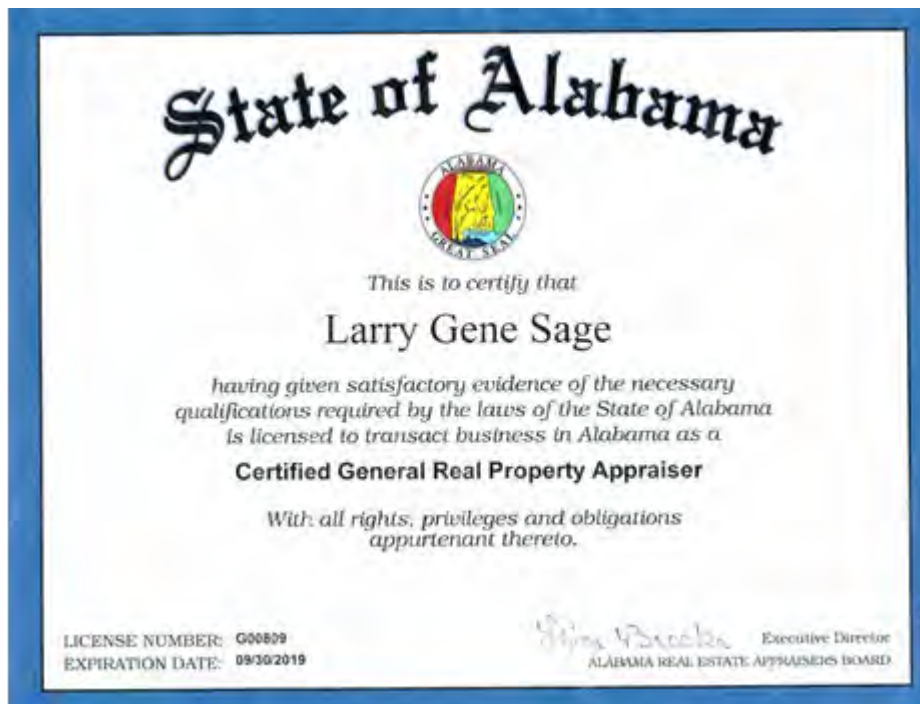 State of Alabama
ALABAMA
GREAT SEAL
This is to certify that
Larry Gene Sage
having given satisfactory evidence of the necessary
qualifications required by the laws of the State of Alabama
is licensed to transact business in Alabama as a
Certified General Real Property Appraiser
With all rights, privileges and obligations
appurtenant thereto.
LICENSE NUMBER: G00809
EXPIRATION DATE: 09/30/2019
Brooks Executive Director
ALABAMA REAL ESTATE APPRAISERS BOARD